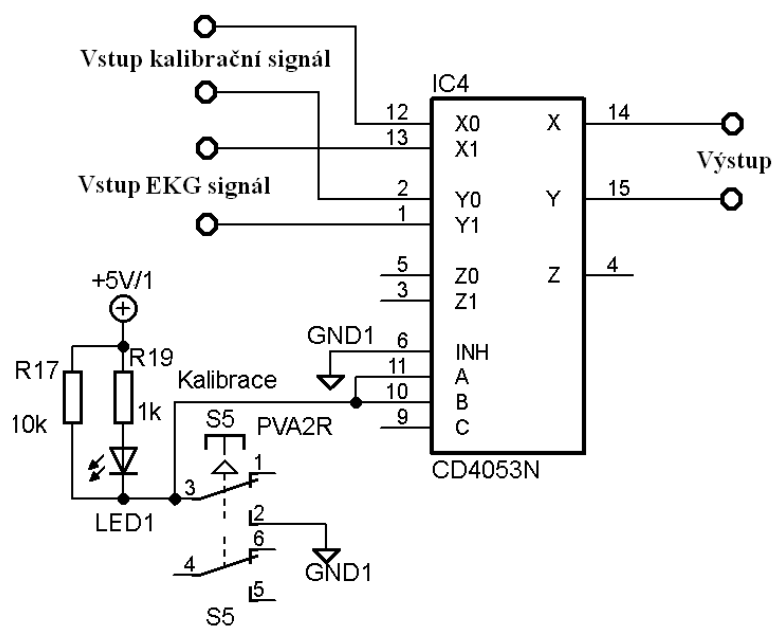 Vstup kalibrační signál
IC4
12 X0 X 14
13 X1
Výstup
Vstup EKG signál
2 Y0 Y 15
1 Y1
5 Z0 Z 4
3 Z1
+5V/1
GND1
6 INH
11 A
10 B
9 C
R17
R19
Kalibrace
10k
1k
S5
PVA2R
CD4053N
1
3
LED1
2
6
4
GND1
5
S5